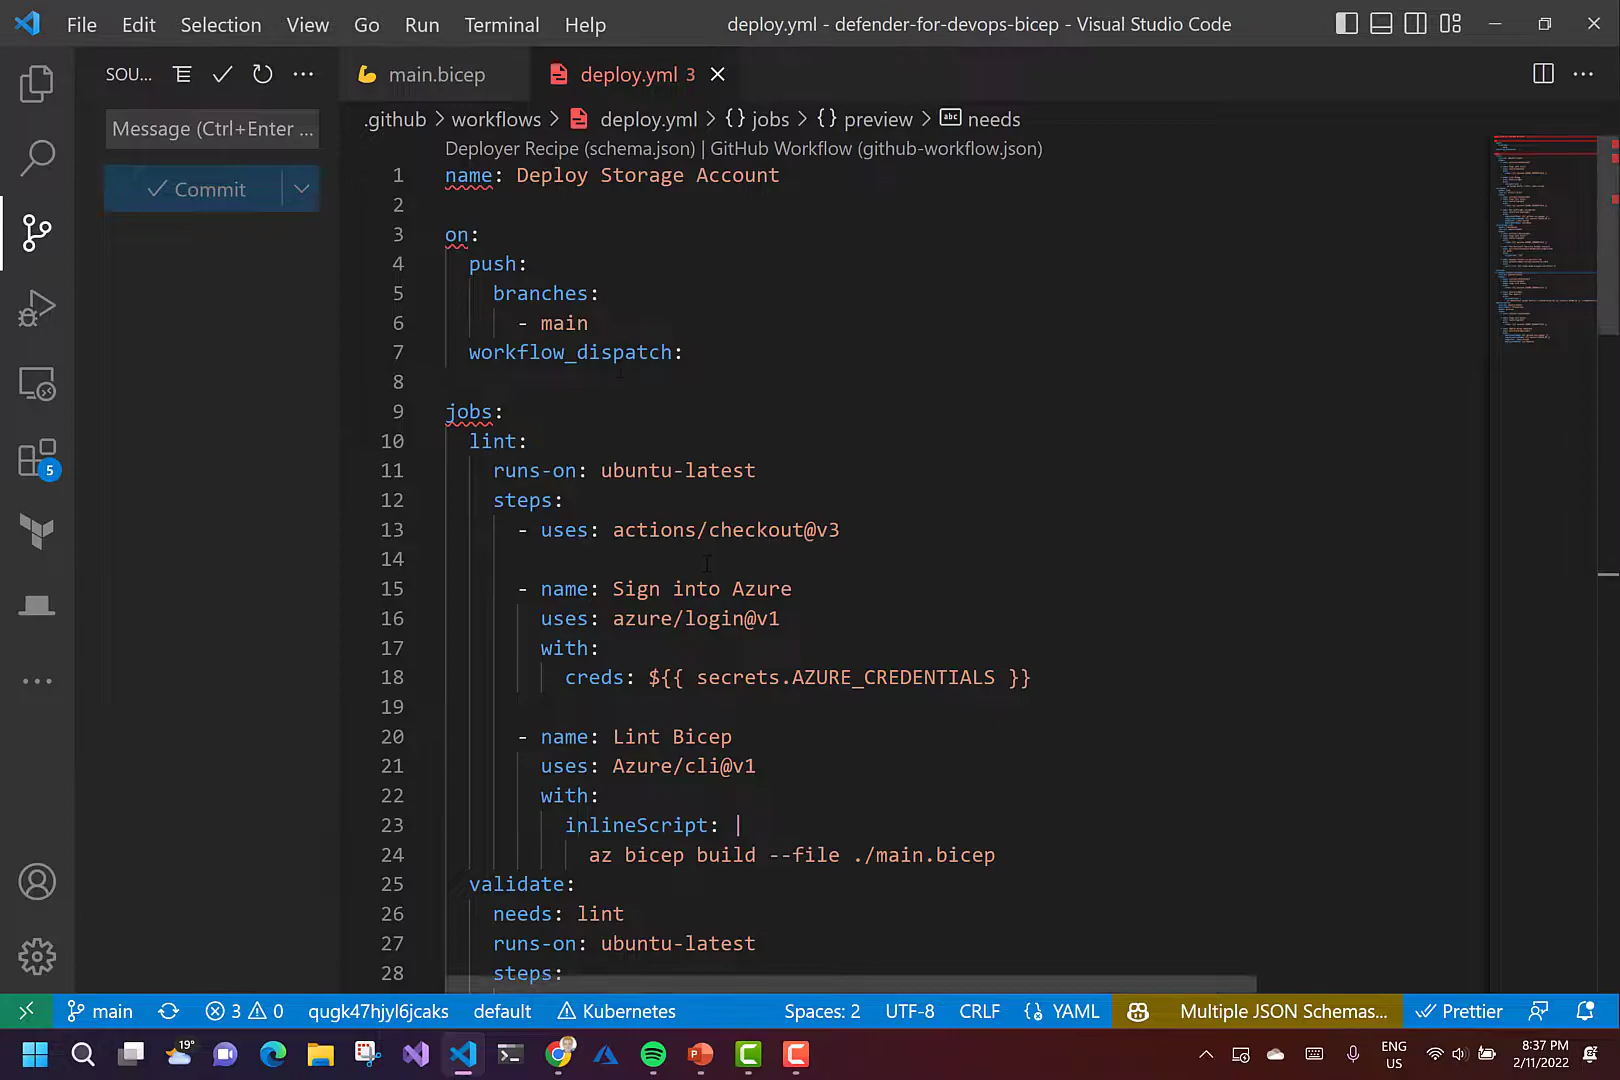 File Edit Selection View Go Run Terminal Help deploy.yml - defender-for-devops-bicep - Visual Studio Code
SOU...
main.bicep
deploy.yml 3
Message (Ctrl+Enter ...
Commit
.github > workflows > deploy.yml > {} jobs > {} preview > abc needs
Deployer Recipe (schema.json) | GitHub Workflow (github-workflow.json)
1 name: Deploy Storage Account
2
3 on:
4 push:
5 branches:
6 - main
7 workflow_dispatch:
8
9 jobs:
10 lint:
11 runs-on: ubuntu-latest
12 steps:
13 - uses: actions/checkout@v3
14
15 - name: Sign into Azure
16 uses: azure/login@v1
17 with:
18 creds: ${{ secrets.AZURE_CREDENTIALS }}
19
20 - name: Lint Bicep
21 uses: Azure/cli@v1
22 with:
23 inlineScript: |
24 az bicep build --file ./main.bicep
25 validate:
26 needs: lint
27 runs-on: ubuntu-latest
28 steps:
5
main 3 0 qugk47hjyl6jcaks default Kubernetes Spaces: 2 UTF-8 CRLF {} YAML Multiple JSON Schemas... Prettier
19°
ENG
US
8:37 PM
2/11/2022